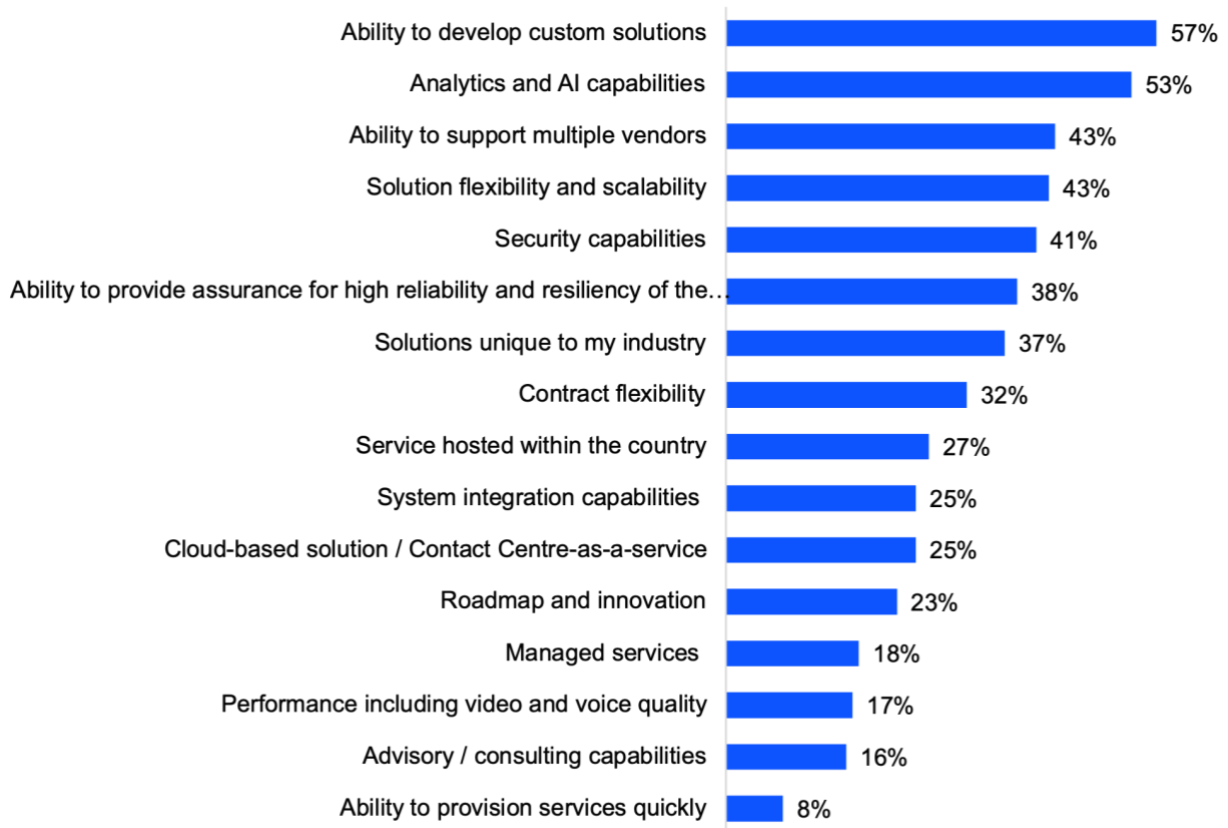 Ability to develop custom solutions 57%
Analytics and AI capabilities 53%
Ability to support multiple vendors 43%
Solution flexibility and scalability 43%
Security capabilities 41%
Ability to provide assurance for high reliability and resiliency of the… 38%
Solutions unique to my industry 37%
Contract flexibility 32%
Service hosted within the country 27%
System integration capabilities 25%
Cloud-based solution / Contact Centre-as-a-service 25%
Roadmap and innovation 23%
Managed services 18%
Performance including video and voice quality 17%
Advisory / consulting capabilities 16%
Ability to provision services quickly 8%